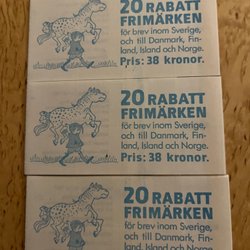 20 RABATT
FRIMÄRKEN
för brev inom Sverige,
och till Danmark, Fin-
land, Island och Norge.
Pris: 38 kronor.
20 RABATT
FRIMÄRKEN
för brev inom Sverige,
och till Danmark, Fin-
land, Island och Norge.
Pris: 38 kronor.
20 RABATT
FRIMÄRKEN
för brev inom Sverige,
och till Danmark, Fin-
land, Island och Norge.